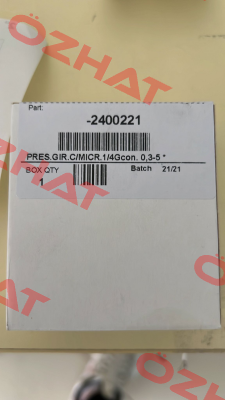 ÖZHAT
Part:
-2400221
PRES.GIR.C/MICR.1/4Gcon. 0,3-5 *
BOX QTY Batch 21/21
1
ÖZHAT
ÖZHAT
ÖZHAT